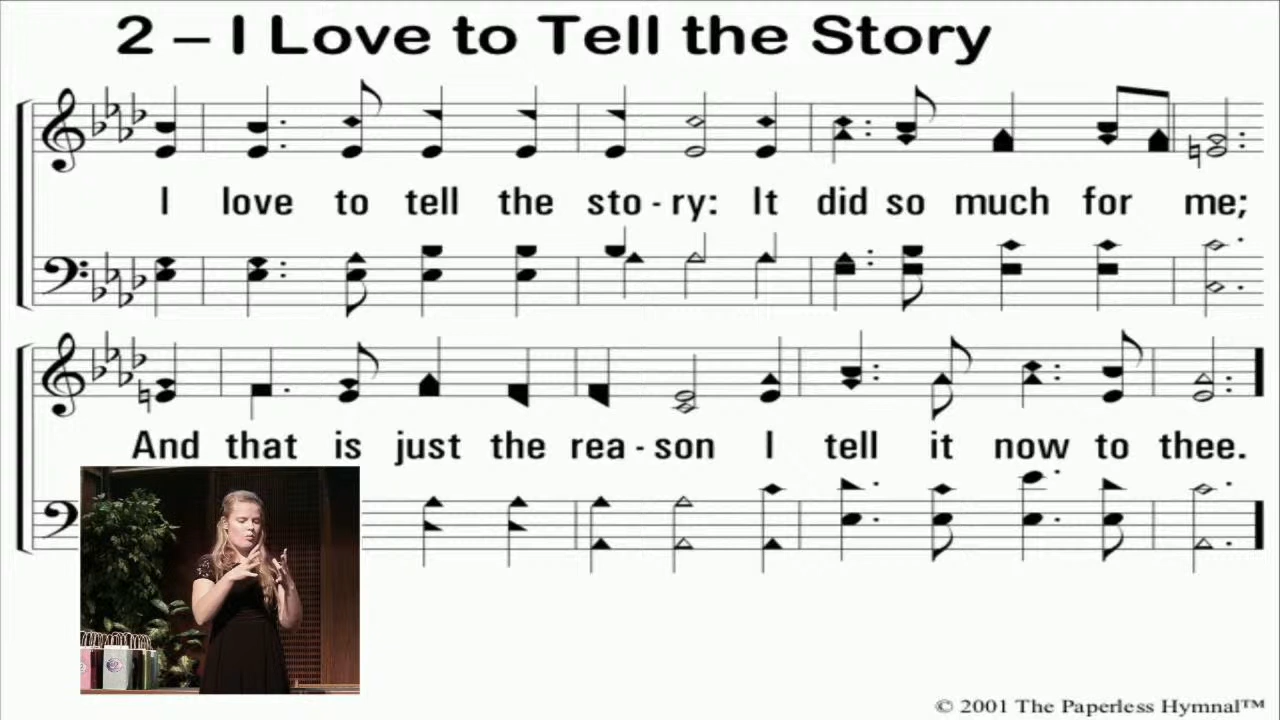 2 – I Love to Tell the Story
I love to tell the sto - ry: It did so much for me;
And that is just the rea - son I tell it now to thee.
© 2001 The Paperless Hymnal™